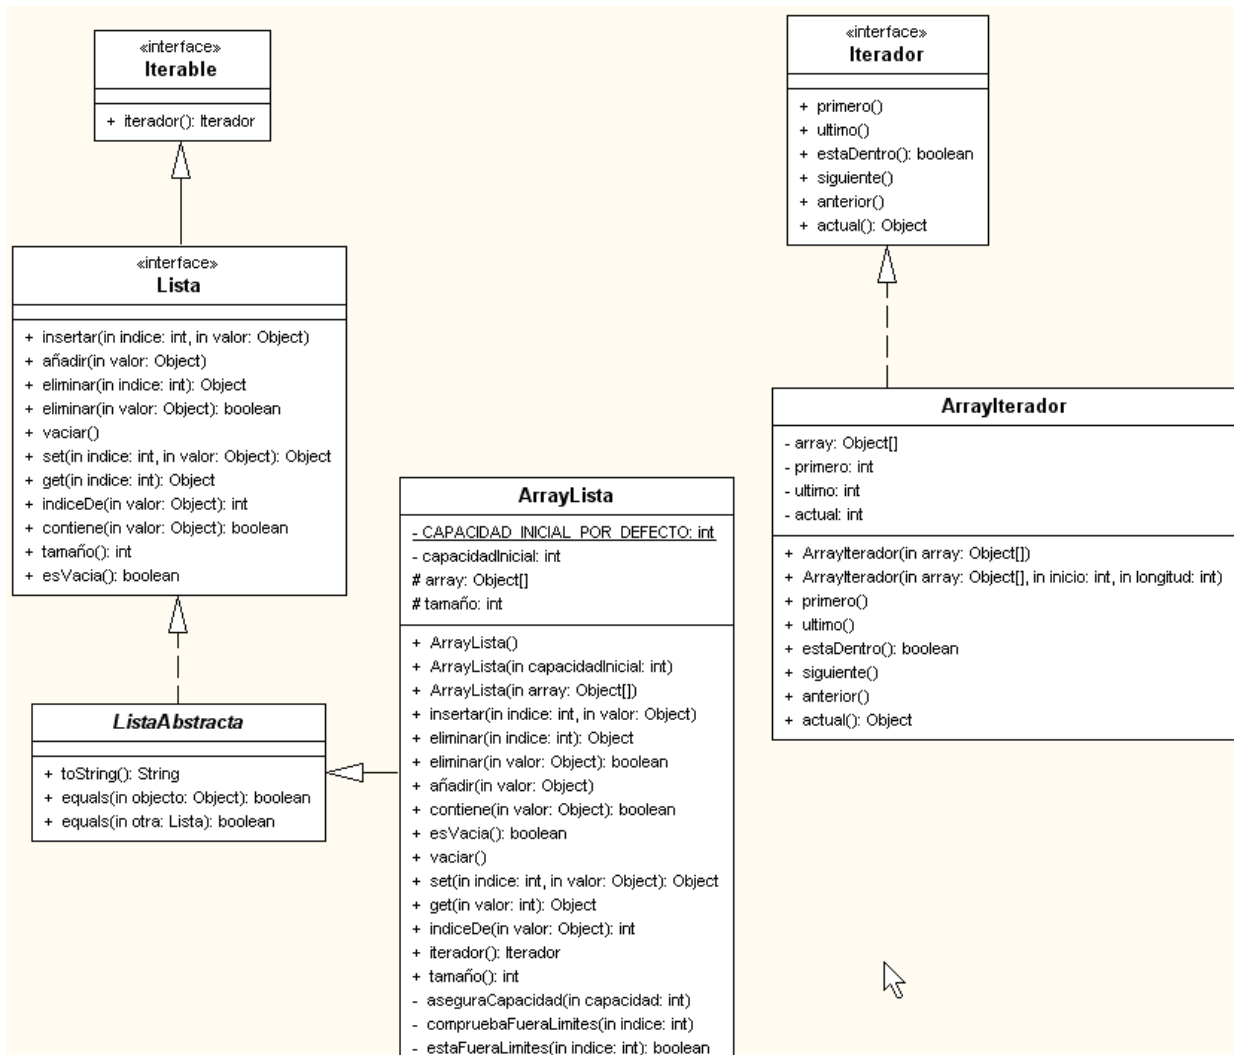 «interface»
Iterable
+ iterador(): Iterador
«interface»
Iterador
+ primero()
+ ultimo()
+ estaDentro(): boolean
+ siguiente()
+ anterior()
+ actual(): Object
«interface»
Lista
+ insertar(in indice: int, in valor: Object)
+ añadir(in valor: Object)
+ eliminar(in indice: int): Object
+ eliminar(in valor: Object): boolean
+ vaciar()
+ set(in indice: int, in valor: Object): Object
+ get(in indice: int): Object
+ indiceDe(in valor: Object): int
+ contiene(in valor: Object): boolean
+ tamaño(): int
+ esVacia(): boolean
ListaAbstracta
+ toString(): String
+ equals(in objecto: Object): boolean
+ equals(in otra: Lista): boolean
ArrayLista
- CAPACIDAD_INICIAL_POR_DEFECTO: int
- capacidadInicial: int
# array: Object[]
# tamaño: int
+ ArrayLista()
+ ArrayLista(in capacidadInicial: int)
+ ArrayLista(in array: Object[])
+ insertar(in indice: int, in valor: Object)
+ eliminar(in indice: int): Object
+ eliminar(in valor: Object): boolean
+ añadir(in valor: Object)
+ contiene(in valor: Object): boolean
+ esVacia(): boolean
+ vaciar()
+ set(in indice: int, in valor: Object): Object
+ get(in valor: int): Object
+ indiceDe(in valor: Object): int
+ iterador(): Iterador
+ tamaño(): int
- aseguraCapacidad(in capacidad: int)
- compruebaFueraLimites(in indice: int)
- estaFueraLimites(in indice: int): boolean
ArrayIterador
- array: Object[]
- primero: int
- ultimo: int
- actual: int
+ ArrayIterador(in array: Object[])
+ ArrayIterador(in array: Object[], in inicio: int, in longitud: int)
+ primero()
+ ultimo()
+ estaDentro(): boolean
+ siguiente()
+ anterior()
+ actual(): Object